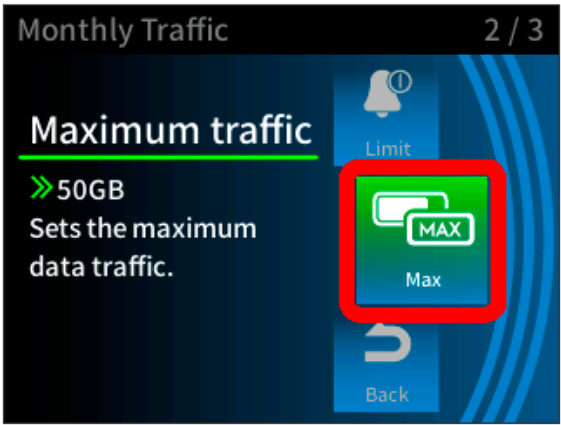 Monthly Traffic 2 / 3
Maximum traffic
50GB
Sets the maximum
data traffic.
Limit
MAX
Max
Back